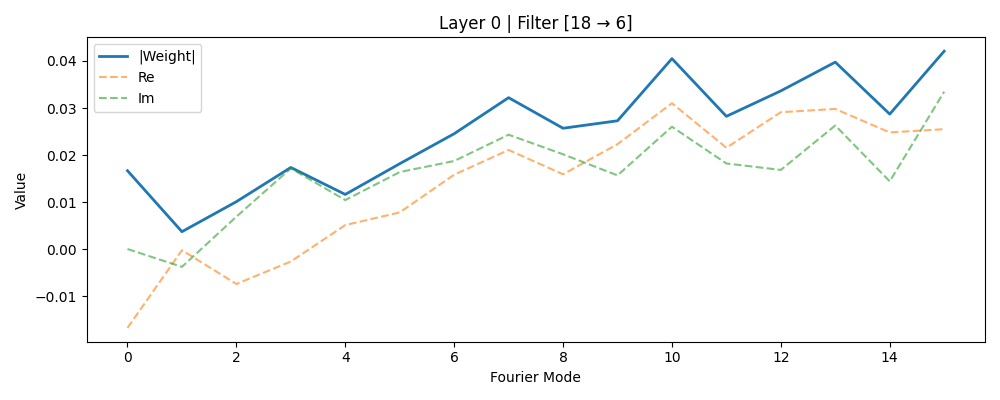 Layer 0 | Filter [18 → 6]
|Weight|
Re
Im
0.04
0.03
0.02
0.01
0.00
−0.01
Value
0 2 4 6 8 10 12 14
Fourier Mode